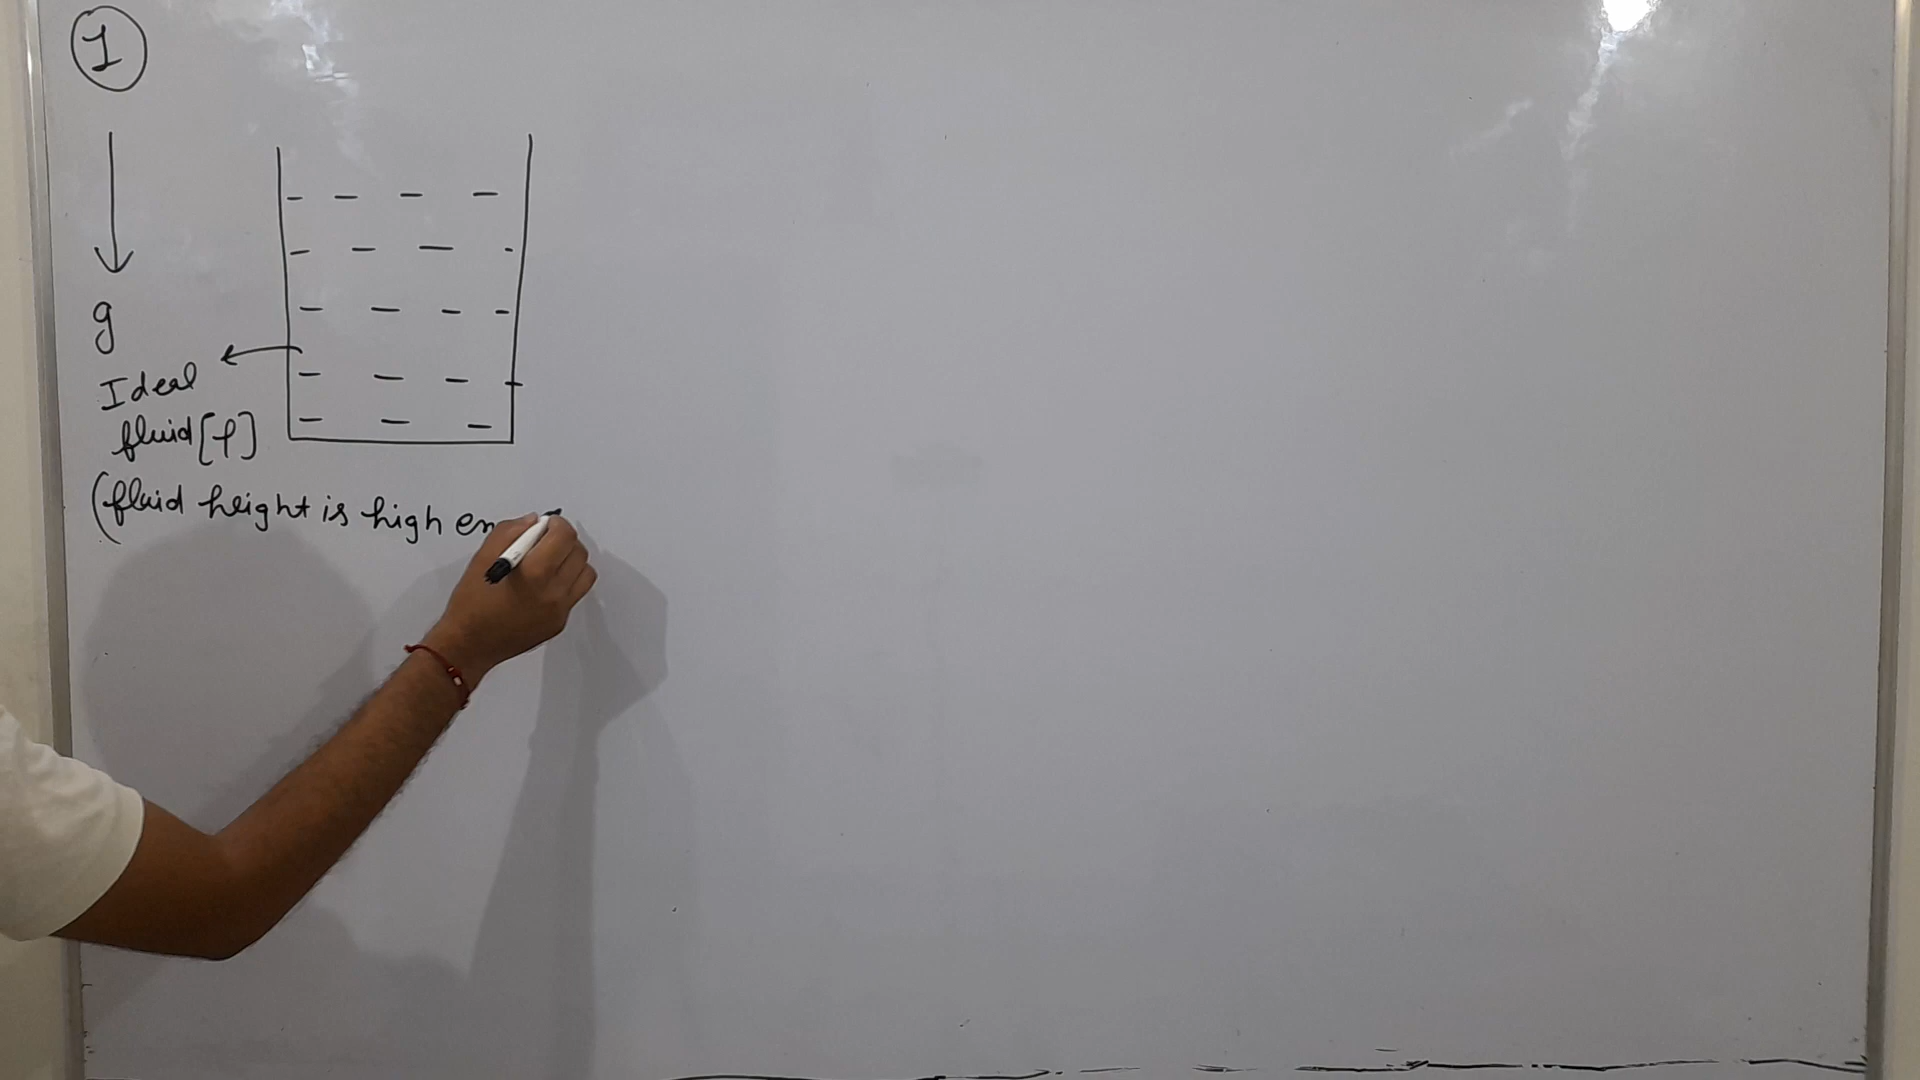 1
g
Ideal
fluid [ρ]
(fluid height is high en